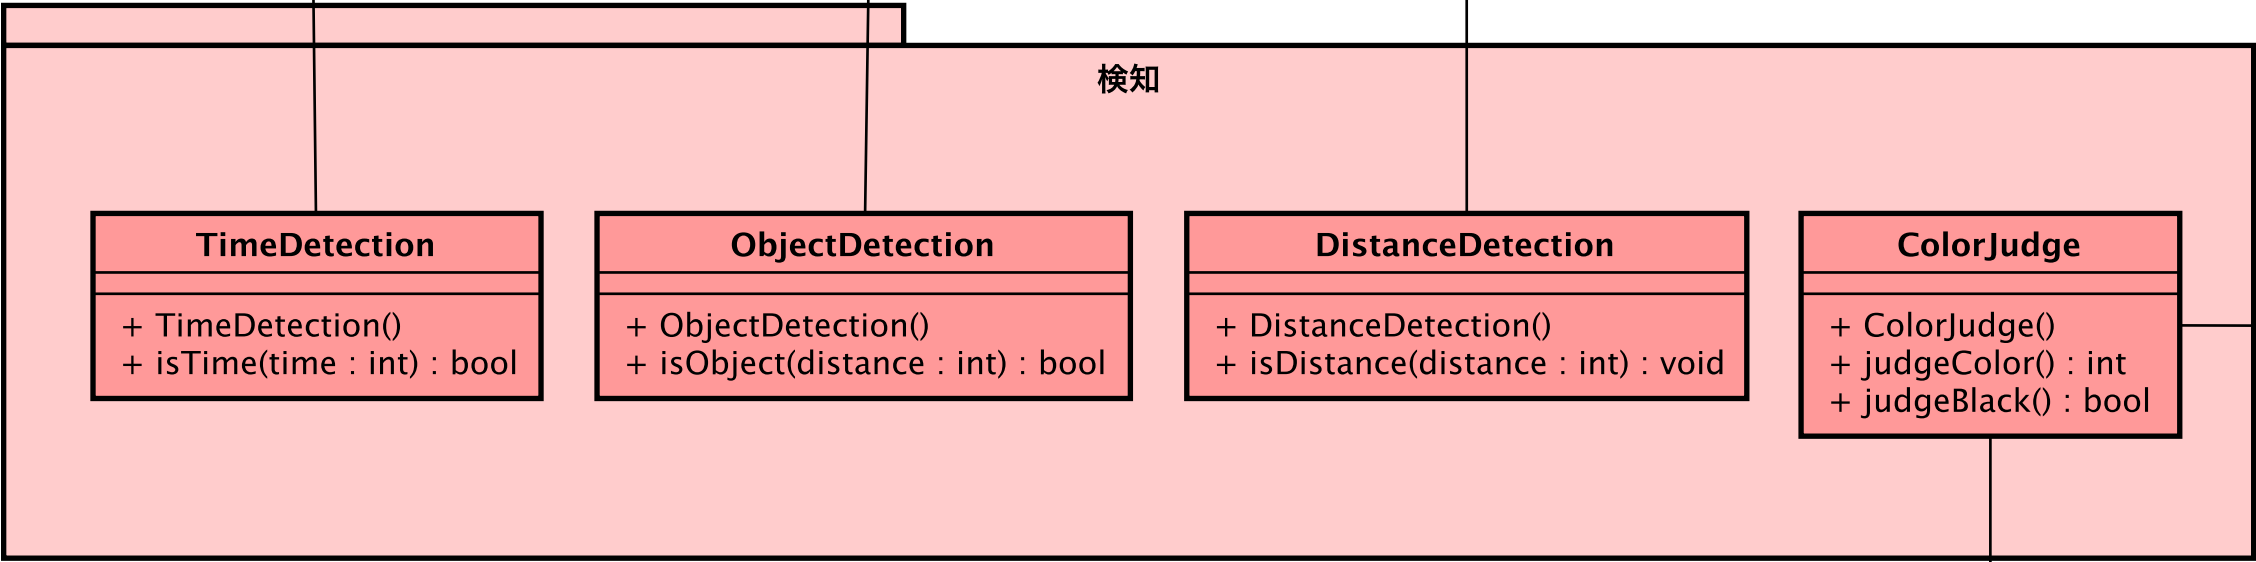 検知
TimeDetection
+ TimeDetection()
+ isTime(time : int) : bool
ObjectDetection
+ ObjectDetection()
+ isObject(distance : int) : bool
DistanceDetection
+ DistanceDetection()
+ isDistance(distance : int) : void
ColorJudge
+ ColorJudge()
+ judgeColor() : int
+ judgeBlack() : bool